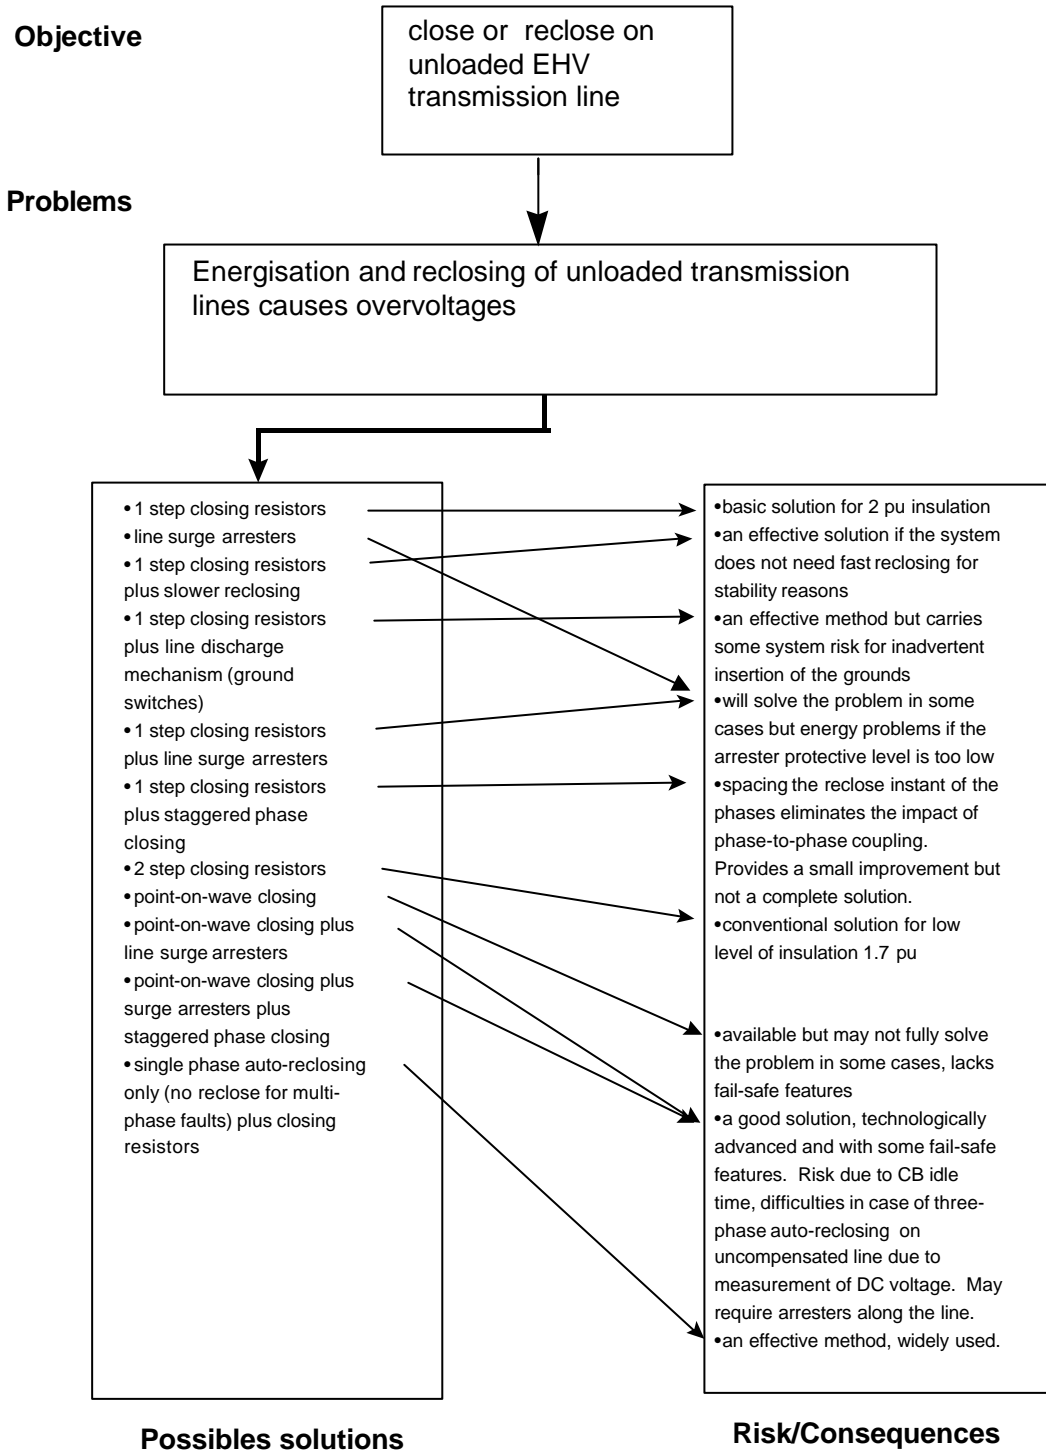 Objective
close or reclose on
unloaded EHV
transmission line
Problems
Energisation and reclosing of unloaded transmission
lines causes overvoltages
•1 step closing resistors
•line surge arresters
•1 step closing resistors
plus slower reclosing
•1 step closing resistors
plus line discharge
mechanism (ground
switches)
•1 step closing resistors
plus line surge arresters
•1 step closing resistors
plus staggered phase
closing
•2 step closing resistors
•point-on-wave closing
•point-on-wave closing plus
line surge arresters
•point-on-wave closing plus
surge arresters plus
staggered phase closing
•single phase auto-reclosing
only (no reclose for multi-
phase faults) plus closing
resistors
•basic solution for 2 pu insulation
•an effective solution if the system
does not need fast reclosing for
stability reasons
•an effective method but carries
some system risk for inadvertent
insertion of the grounds
•will solve the problem in some
cases but energy problems if the
arrester protective level is too low
•spacing the reclose instant of the
phases eliminates the impact of
phase-to-phase coupling.
Provides a small improvement but
not a complete solution.
•conventional solution for low
level of insulation 1.7 pu
•available but may not fully solve
the problem in some cases, lacks
fail-safe features
•a good solution, technologically
advanced and with some fail-safe
features. Risk due to CB idle
time, difficulties in case of three-
phase auto-reclosing on
uncompensated line due to
measurement of DC voltage. May
require arresters along the line.
•an effective method, widely used.
Possibles solutions
Risk/Consequences